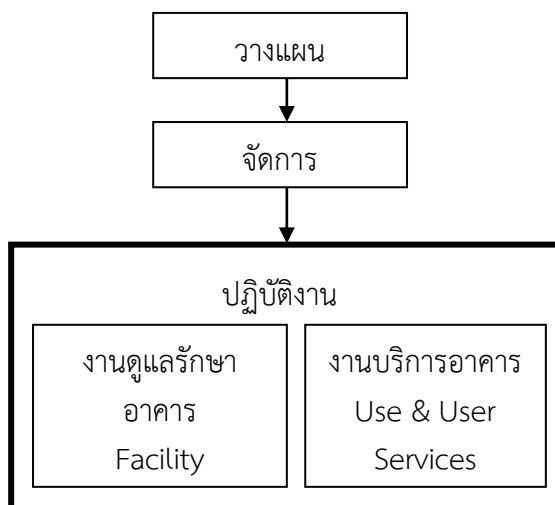 วางแผน
จัดการ
ปฏิบัติงาน
งานดูแลรักษา
อาคาร
Facility
งานบริการอาคาร
Use & User
Services